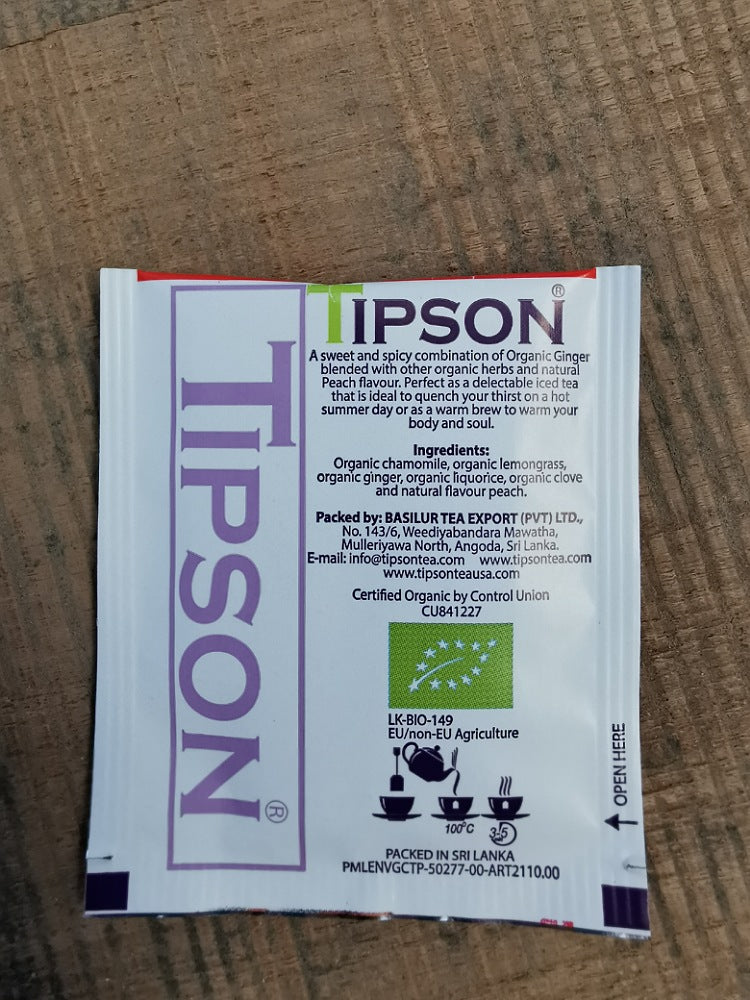 TIPSON®
TIPSON®
A sweet and spicy combination of Organic Ginger
blended with other organic herbs and natural
Peach flavour. Perfect as a delectable iced tea
that is ideal to quench your thirst on a hot
summer day or as a warm brew to warm your
body and soul.
Ingredients:
Organic chamomile, organic lemongrass,
organic ginger, organic liquorice, organic clove
and natural flavour peach.
Packed by: BASILUR TEA EXPORT (PVT) LTD.,
No. 143/6, Weediyabandara Mawatha,
Mulleriyawa North, Angoda, Sri Lanka.
E-mail: info@tipsontea.com www.tipsontea.com
www.tipsonteausa.com
Certified Organic by Control Union
CU841227
LK-BIO-149
EU/non-EU Agriculture
100°C
3-5
PACKED IN SRI LANKA
PMLENVGCTP-50277-00-ART2110.00
OPEN HERE